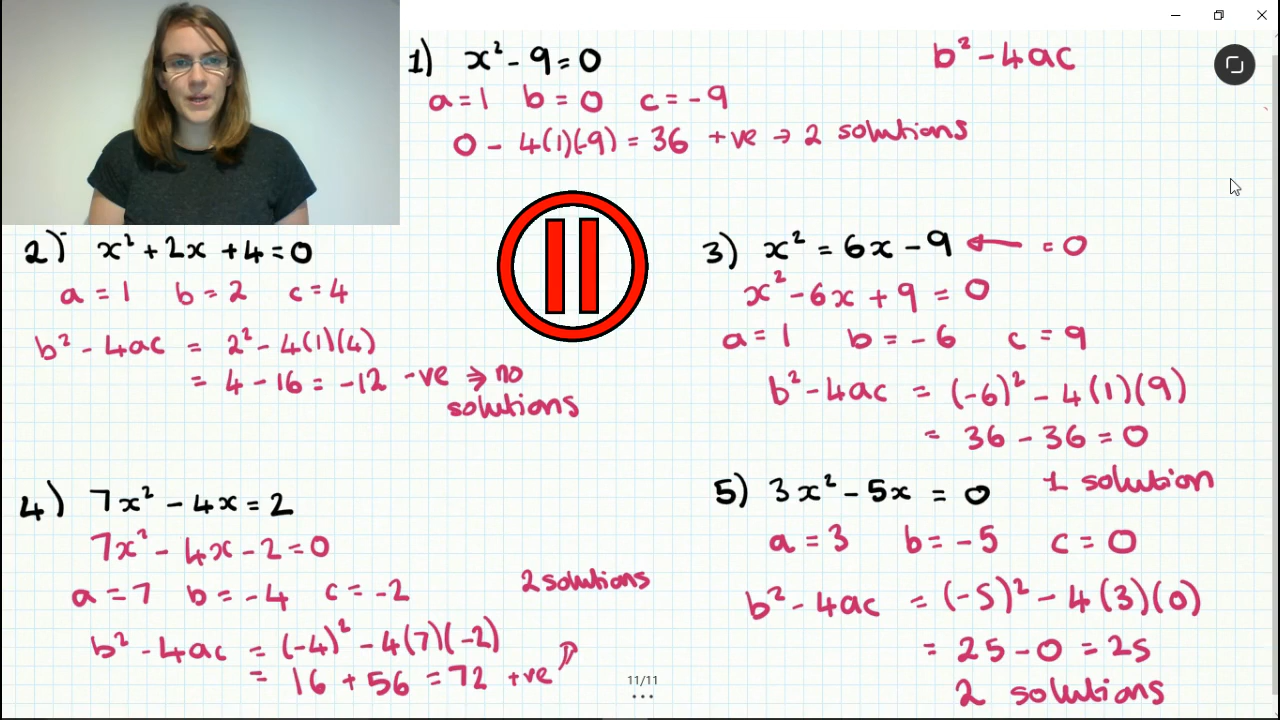 1) x² - 9 = 0
b² - 4ac
a = 1 b = 0 c = -9
0 - 4(1)(-9) = 36 +ve → 2 solutions
2) x² + 2x + 4 = 0
a = 1 b = 2 c = 4
b² - 4ac = 2² - 4(1)(4)
= 4 - 16 = -12 -ve → no
solutions
3) x² = 6x - 9 ← = 0
x² - 6x + 9 = 0
a = 1 b = -6 c = 9
b² - 4ac = (-6)² - 4(1)(9)
= 36 - 36 = 0
1 solution
4) 7x² - 4x = 2
7x² - 4x - 2 = 0
a = 7 b = -4 c = -2
2 solutions
b² - 4ac = (-4)² - 4(7)(-2)
= 16 + 56 = 72 +ve
5) 3x² - 5x = 0
a = 3 b = -5 c = 0
b² - 4ac = (-5)² - 4(3)(0)
= 25 - 0 = 25
2 solutions
11/11